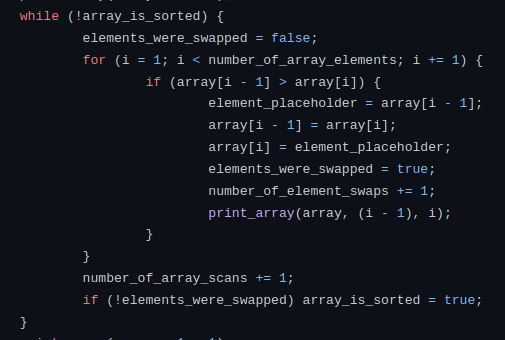 while (!array_is_sorted) {
        elements_were_swapped = false;
        for (i = 1; i < number_of_array_elements; i += 1) {
                if (array[i - 1] > array[i]) {
                        element_placeholder = array[i - 1];
                        array[i - 1] = array[i];
                        array[i] = element_placeholder;
                        elements_were_swapped = true;
                        number_of_element_swaps += 1;
                        print_array(array, (i - 1), i);
                }
        }
        number_of_array_scans += 1;
        if (!elements_were_swapped) array_is_sorted = true;
}